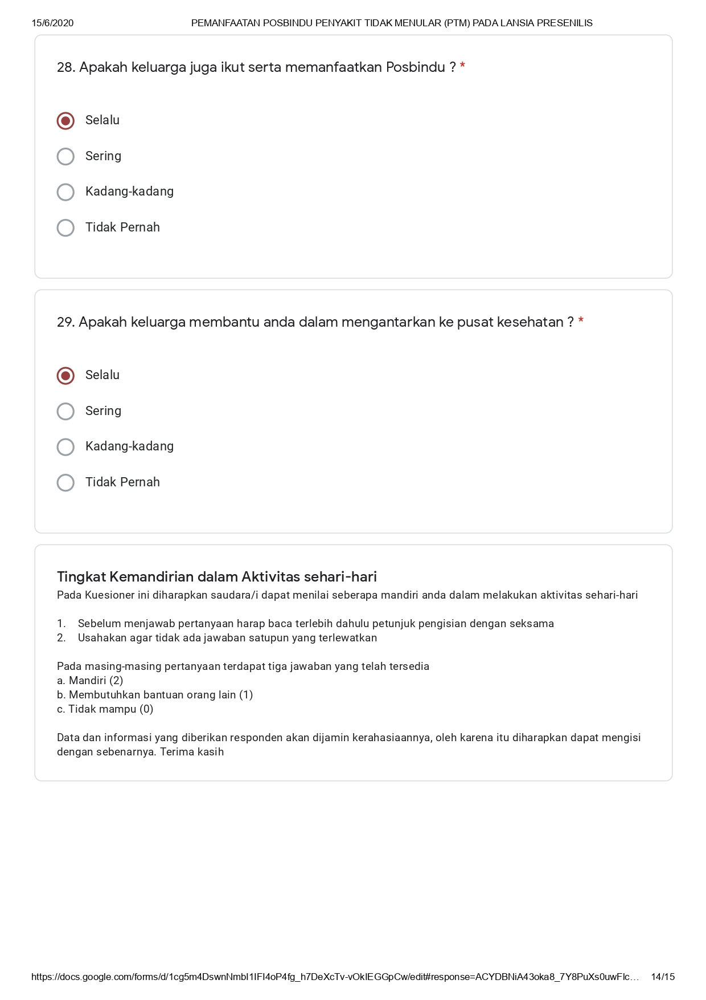 15/6/2020 PEMANFAATAN POSBINDU PENYAKIT TIDAK MENULAR (PTM) PADA LANSIA PRESENILIS
28. Apakah keluarga juga ikut serta memanfaatkan Posbindu ? *
Selalu
Sering
Kadang-kadang
Tidak Pernah
29. Apakah keluarga membantu anda dalam mengantarkan ke pusat kesehatan ? *
Selalu
Sering
Kadang-kadang
Tidak Pernah
Tingkat Kemandirian dalam Aktivitas sehari-hari
Pada Kuesioner ini diharapkan saudara/i dapat menilai seberapa mandiri anda dalam melakukan aktivitas sehari-hari
1. Sebelum menjawab pertanyaan harap baca terlebih dahulu petunjuk pengisian dengan seksama
2. Usahakan agar tidak ada jawaban satupun yang terlewatkan
Pada masing-masing pertanyaan terdapat tiga jawaban yang telah tersedia
a. Mandiri (2)
b. Membutuhkan bantuan orang lain (1)
c. Tidak mampu (0)
Data dan informasi yang diberikan responden akan dijamin kerahasiaannya, oleh karena itu diharapkan dapat mengisi
dengan sebenarnya. Terima kasih
https://docs.google.com/forms/d/1cg5m4DswnNmbI1IFI4oP4fg_h7DeXcTv-vOkIEGGpCw/edit#response=ACYDBNiA43oka8_7Y8PuXs0uwFIc… 14/15